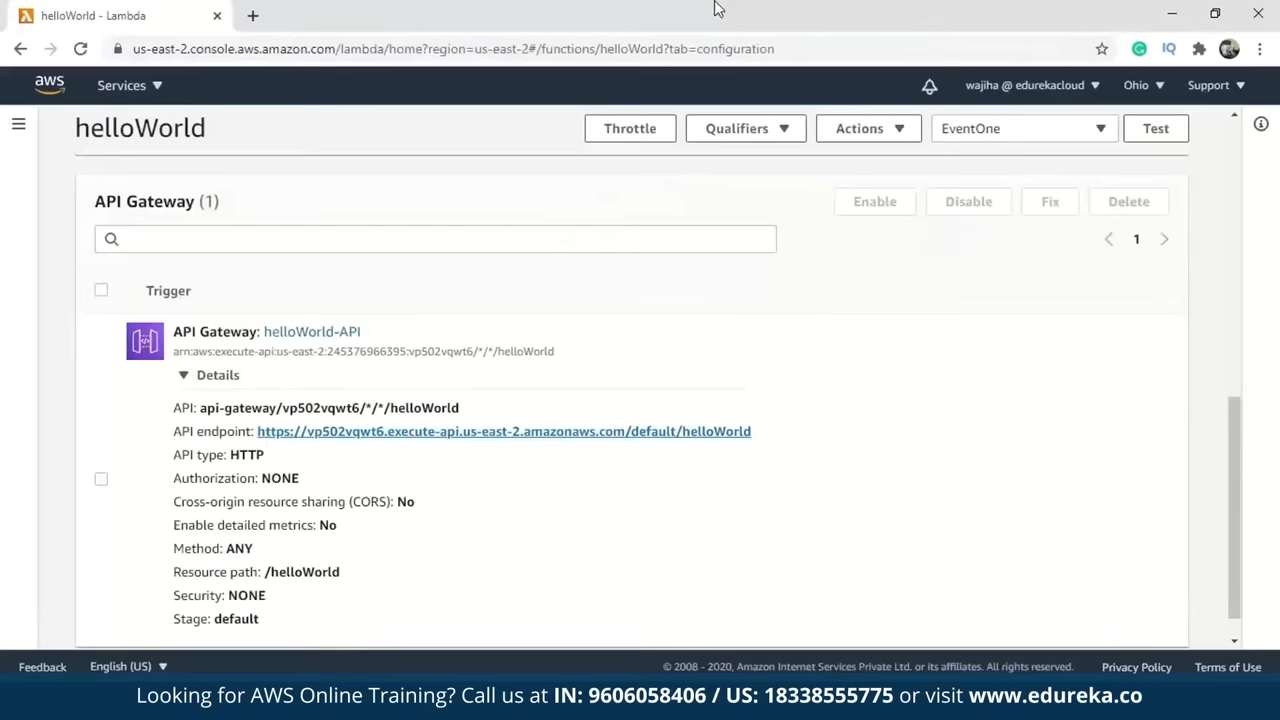 helloWorld - Lambda
us-east-2.console.aws.amazon.com/lambda/home?region=us-east-2#/functions/helloWorld?tab=configuration
IQ
aws Services wajiha @ edurekacloud Ohio Support
helloWorld Throttle Qualifiers Actions EventOne Test
API Gateway (1) Enable Disable Fix Delete
1
Trigger
API Gateway: helloWorld-API
arn:aws:execute-api:us-east-2:245376966395:vp502vqwt6/*/*/helloWorld
Details
API: api-gateway/vp502vqwt6/*/*/helloWorld
API endpoint: https://vp502vqwt6.execute-api.us-east-2.amazonaws.com/default/helloWorld
API type: HTTP
Authorization: NONE
Cross-origin resource sharing (CORS): No
Enable detailed metrics: No
Method: ANY
Resource path: /helloWorld
Security: NONE
Stage: default
Feedback English (US) © 2008 - 2020, Amazon Internet Services Private Ltd. or its affiliates. All rights reserved. Privacy Policy Terms of Use
Looking for AWS Online Training? Call us at IN: 9606058406 / US: 18338555775 or visit www.edureka.co